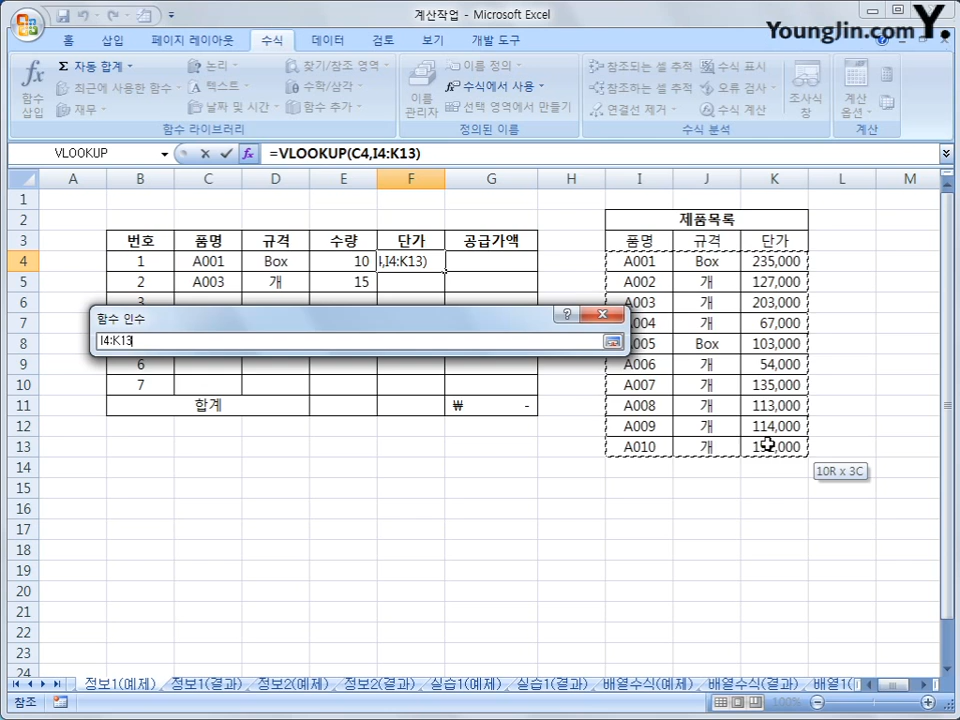 계산작업 - Microsoft Excel
YoungJin.com Y.
홈 삽입 페이지 레이아웃 수식 데이터 검토 보기 개발 도구
Σ 자동 합계 논리 찾기/참조 영역 이름 정의 참조되는 셀 추적 수식 표시
fx 최근에 사용한 함수 텍스트 수학/삼각 수식에서 사용 참조하는 셀 추적 오류 검사
함수 삽입 재무 날짜 및 시간 함수 추가 이름 관리자 선택 영역에서 만들기 연결선 제거 수식 계산 조사식 창 계산 옵션
함수 라이브러리 정의된 이름 수식 분석 계산
VLOOKUP fx =VLOOKUP(C4,I4:K13)
A B C D E F G H I J K L M
1
2 제품목록
3 번호 품명 규격 수량 단가 공급가액 품명 규격 단가
4 1 A001 Box 10 ,I4:K13) A001 Box 235,000
5 2 A003 개 15 A002 개 127,000
6 A003 개 203,000
함수 인수
7 개 67,000
I4:K13
8 Box 103,000
9 6 A006 개 54,000
10 7 A007 개 135,000
11 합계 ₩ - A008 개 113,000
12 A009 개 114,000
13 A010 개
14
10R x 3C
15
16
17
18
19
20
21
22
23
24
정보1(예제) 정보1(결과) 정보2(예제) 정보2(결과) 실습1(예제) 실습1(결과) 배열수식(예제) 배열수식(결과) 배열1(
참조 100%